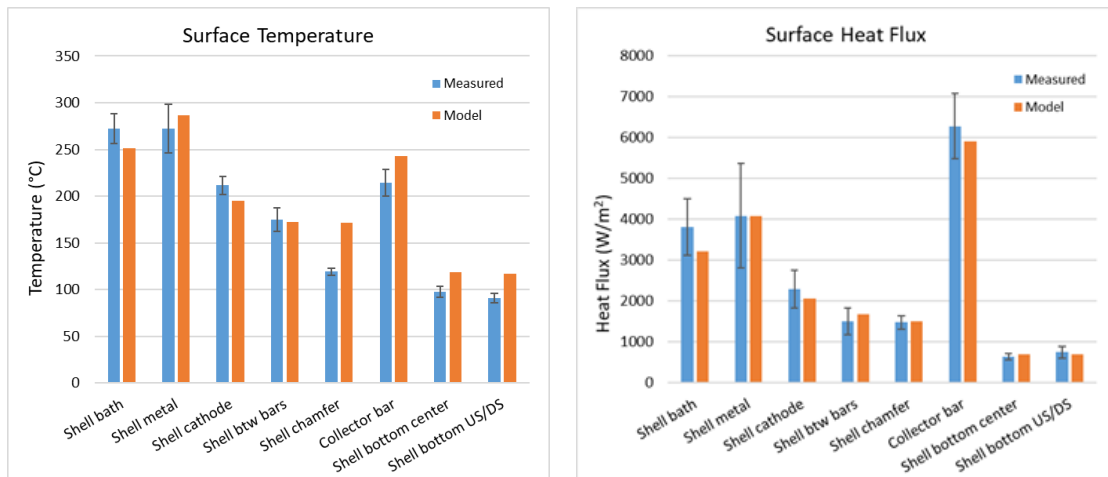 Surface Temperature
350
300
250
200
150
100
50
0
Temperature (°C)
Measured
Model
Shell bath
Shell metal
Shell cathode
Shell btw bars
Shell chamfer
Collector bar
Shell bottom center
Shell bottom US/DS
Surface Heat Flux
8000
7000
6000
5000
4000
3000
2000
1000
0
Heat Flux (W/m²)
Measured
Model
Shell bath
Shell metal
Shell cathode
Shell btw bars
Shell chamfer
Collector bar
Shell bottom center
Shell bottom US/DS